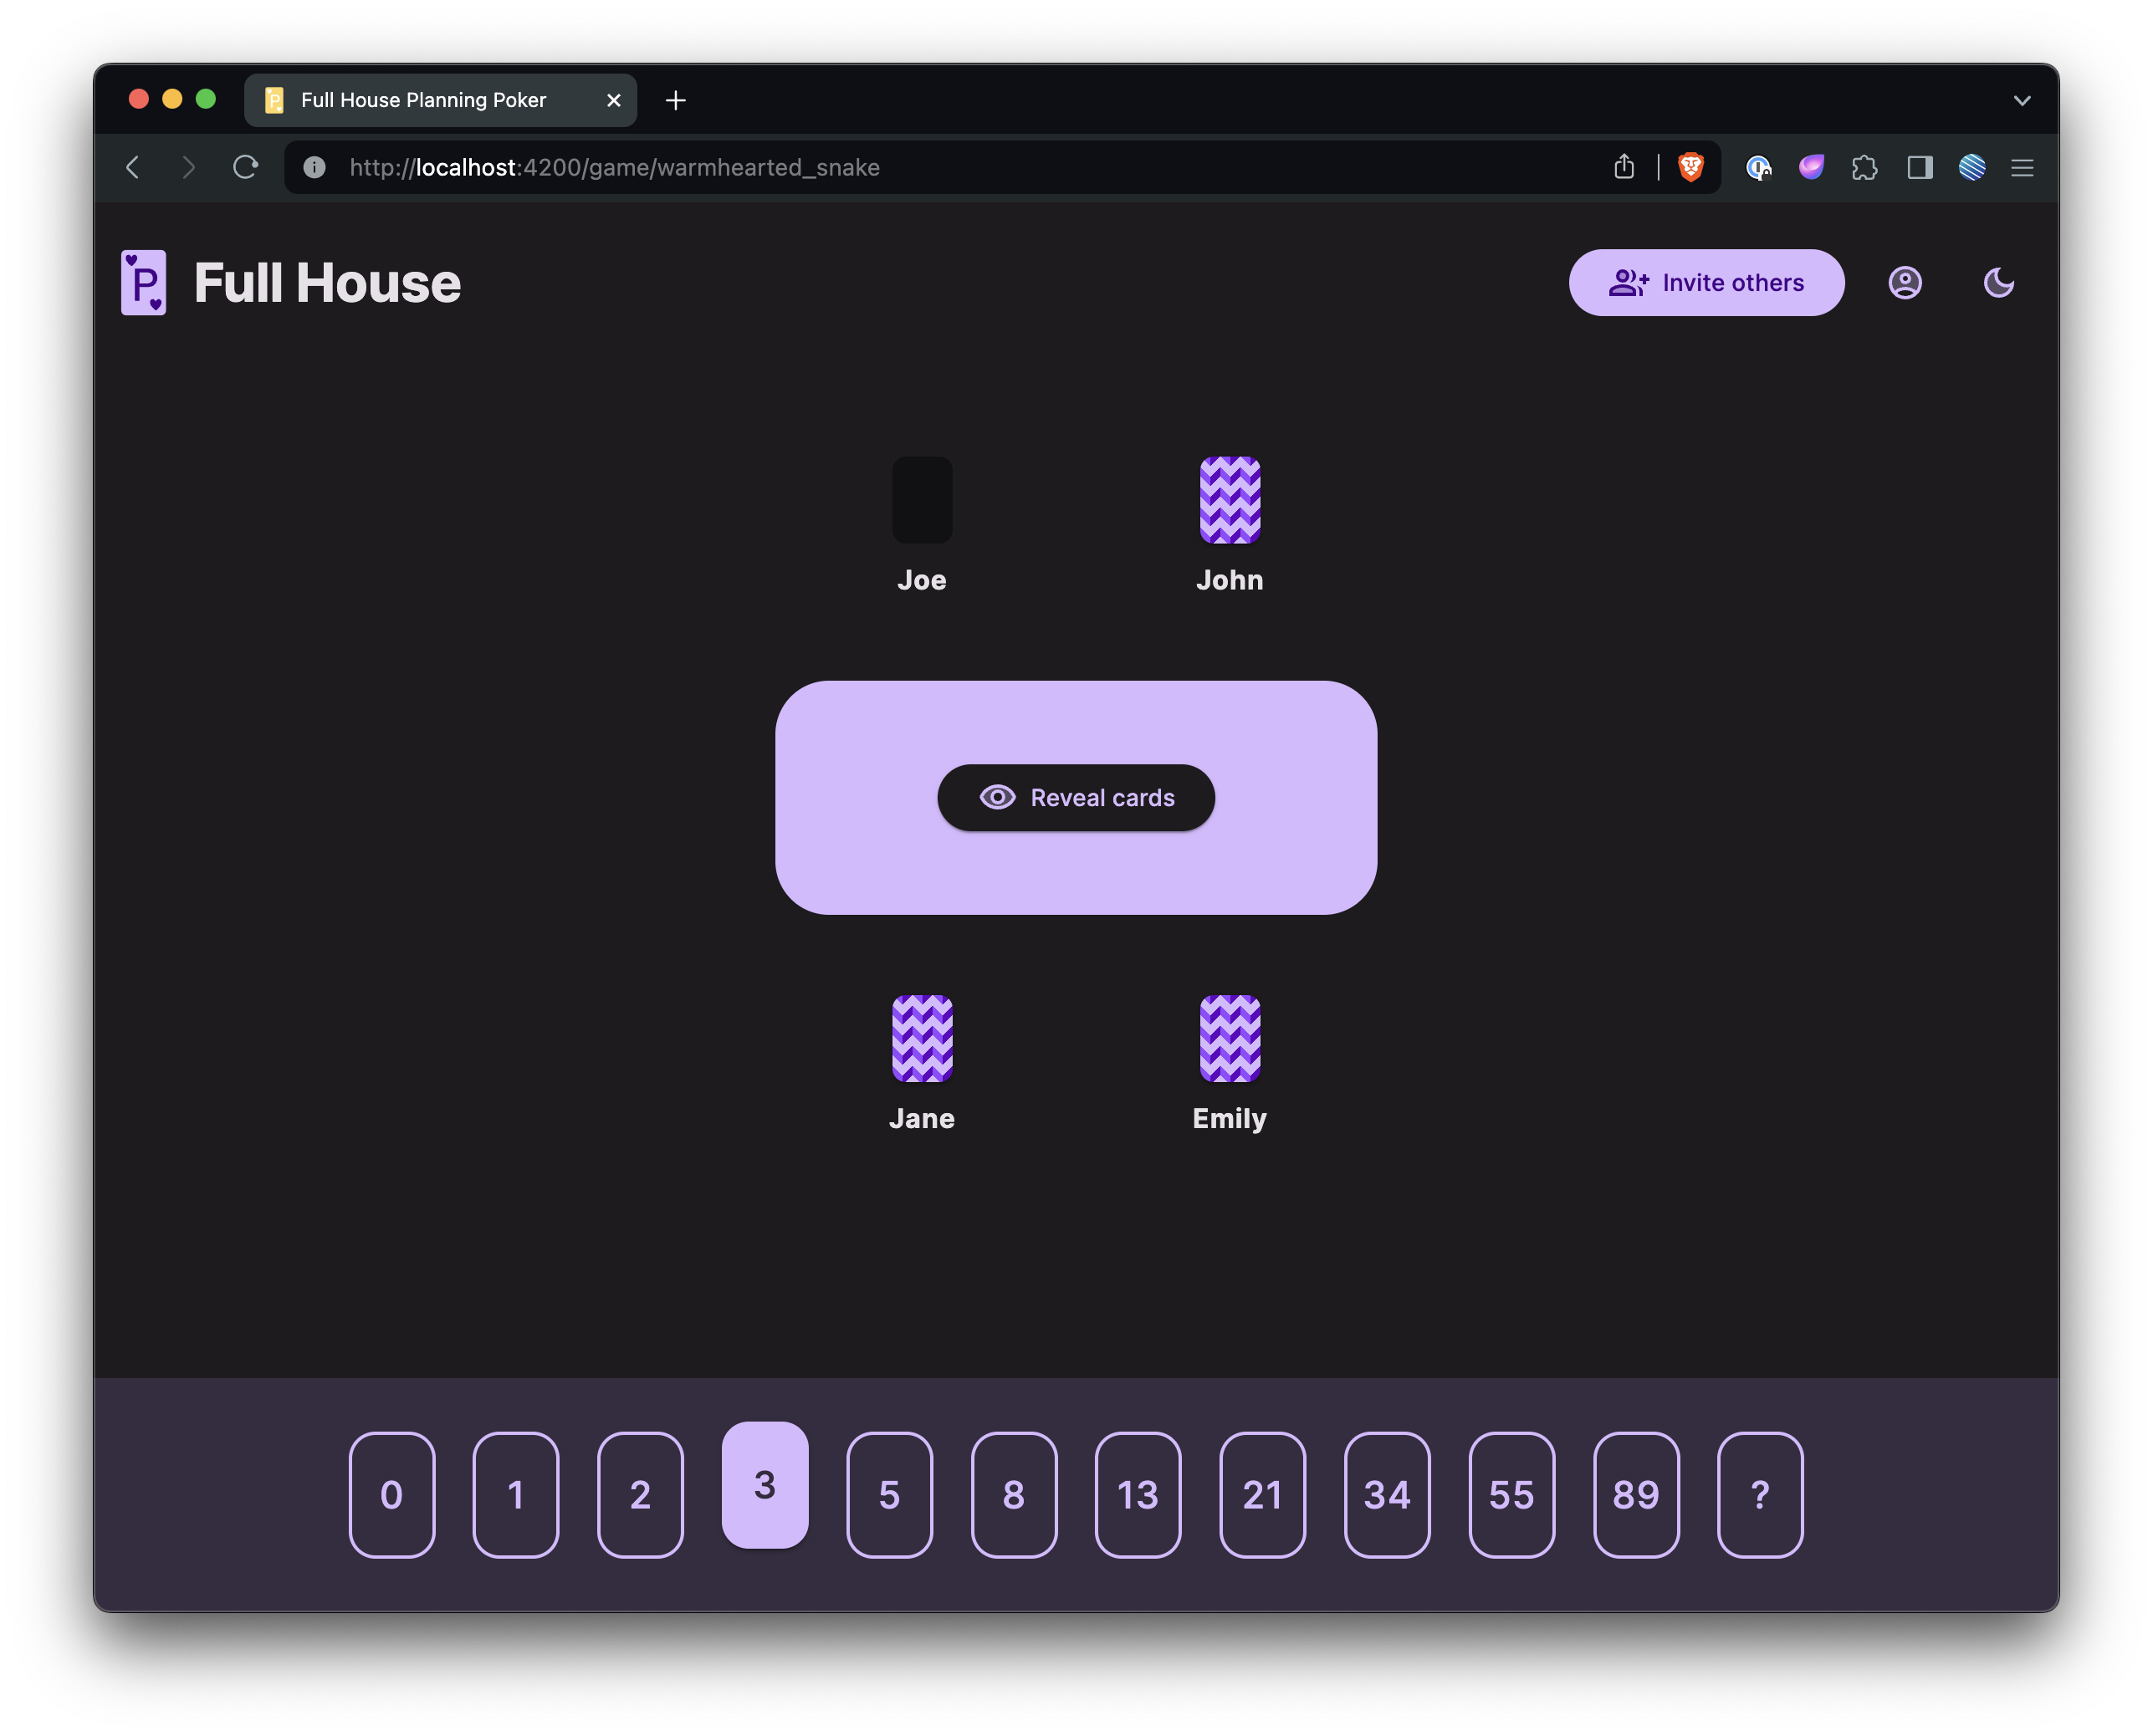 Full House Planning Poker
http://localhost:4200/game/warmhearted_snake
P
Full House
Invite others
Joe
John
Reveal cards
Jane
Emily
0 1 2 3 5 8 13 21 34 55 89 ?